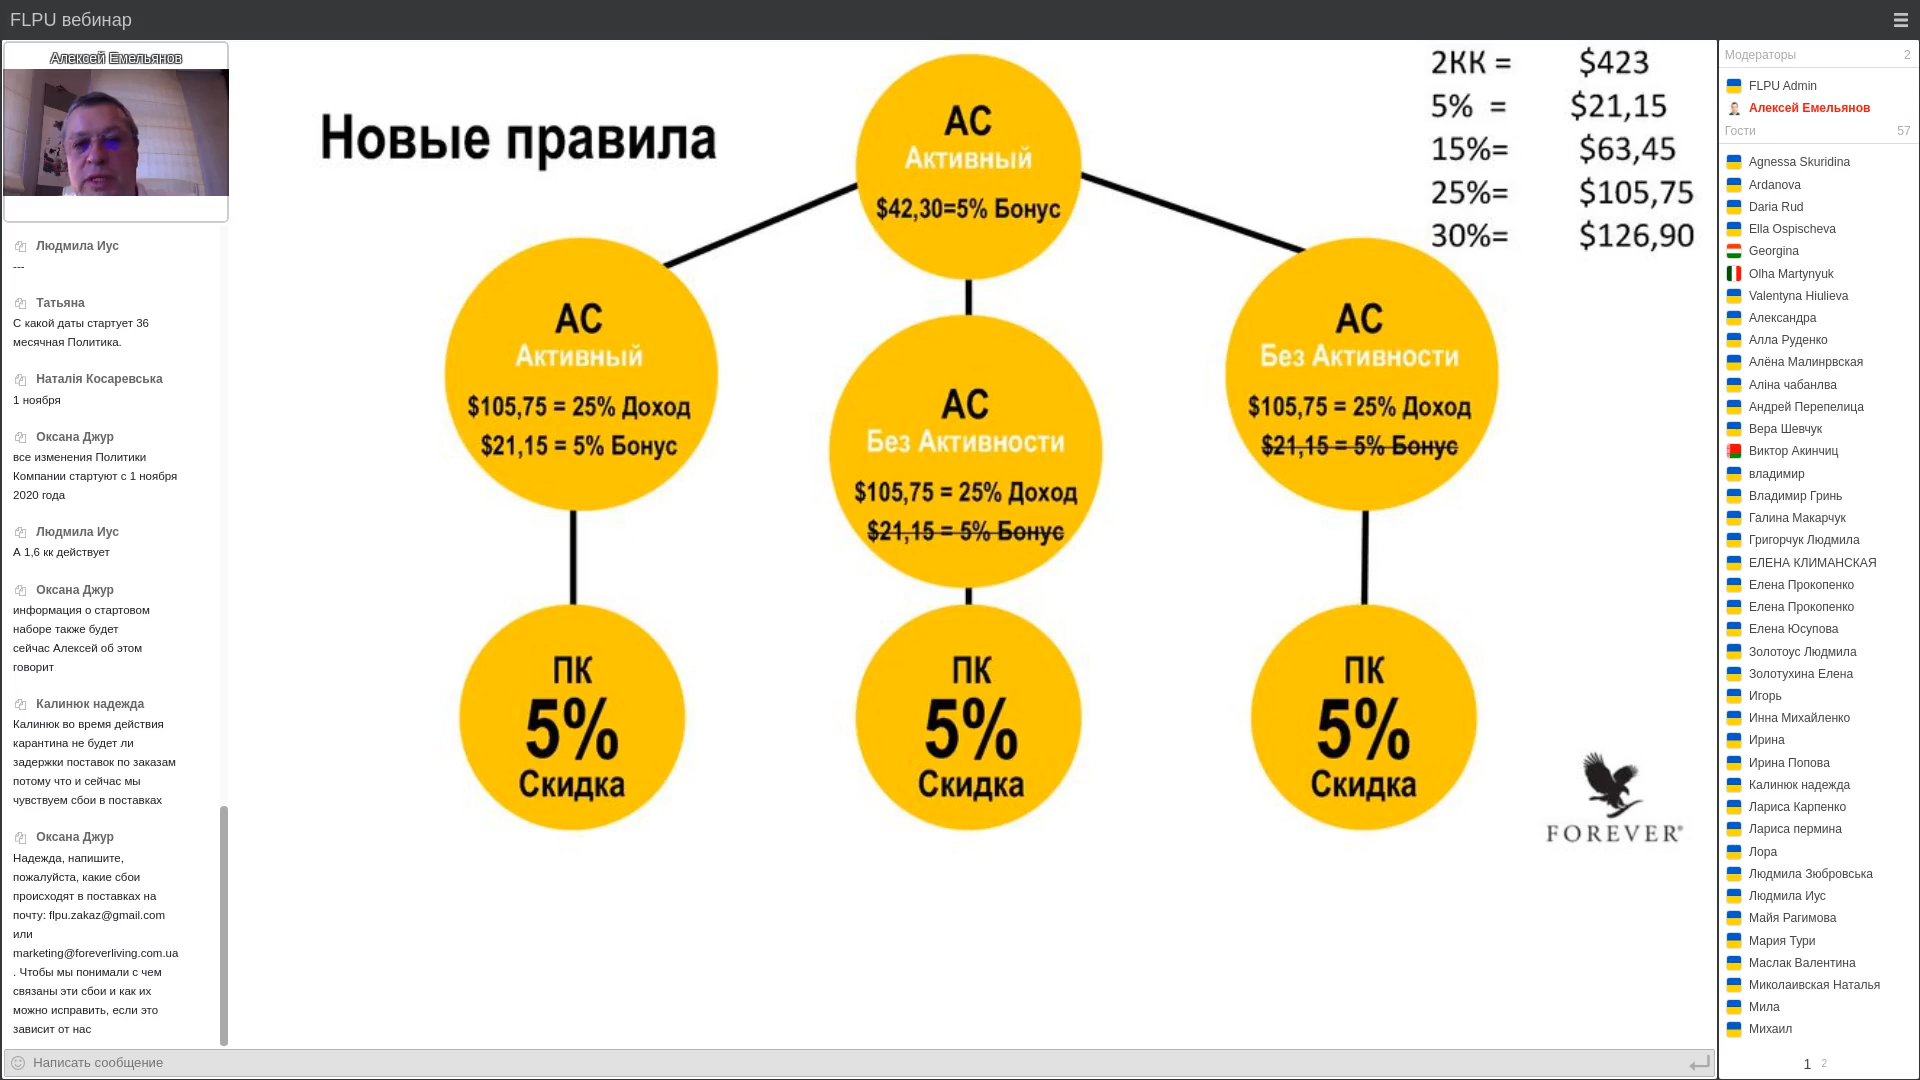 FLPU вебинар
Алексей Емельянов
Людмила Иус
---
Татьяна
С какой даты стартует 36
месячная Политика.
Наталія Косаревська
1 ноября
Оксана Джур
все изменения Политики
Компании стартуют с 1 ноября
2020 года
Людмила Иус
А 1,6 кк действует
Оксана Джур
информация о стартовом
наборе также будет
сейчас Алексей об этом
говорит
Калинюк надежда
Калинюк во время действия
карантина не будет ли
задержки поставок по заказам
потому что и сейчас мы
чувствуем сбои в поставках
Оксана Джур
Надежда, напишите,
пожалуйста, какие сбои
происходят в поставках на
почту: flpu.zakaz@gmail.com
или
marketing@foreverliving.com.ua
. Чтобы мы понимали с чем
связаны эти сбои и как их
можно исправить, если это
зависит от нас
Написать сообщение
Новые правила
АС
Активный
$42,30=5% Бонус
2КК = $423
5% = $21,15
15%= $63,45
25%= $105,75
30%= $126,90
АС
Активный
$105,75 = 25% Доход
$21,15 = 5% Бонус
АС
Без Активности
$105,75 = 25% Доход
$21,15 = 5% Бонус
АС
Без Активности
$105,75 = 25% Доход
$21,15 = 5% Бонус
ПК
5%
Скидка
ПК
5%
Скидка
ПК
5%
Скидка
FOREVER®
Модераторы 2
FLPU Admin
Алексей Емельянов
Гости 57
Agnessa Skuridina
Ardanova
Daria Rud
Ella Ospischeva
Georgina
Olha Martynyuk
Valentyna Hiulieva
Александра
Алла Руденко
Алёна Малинрвская
Аліна чабанлва
Андрей Перепелица
Вера Шевчук
Виктор Акинчиц
владимир
Владимир Гринь
Галина Макарчук
Григорчук Людмила
ЕЛЕНА КЛИМАНСКАЯ
Елена Прокопенко
Елена Прокопенко
Елена Юсупова
Золотоус Людмила
Золотухина Елена
Игорь
Инна Михайленко
Ирина
Ирина Попова
Калинюк надежда
Лариса Карпенко
Лариса пермина
Лора
Людмила Зюбровська
Людмила Иус
Майя Рагимова
Мария Тури
Маслак Валентина
Миколаивская Наталья
Мила
Михаил
1 2